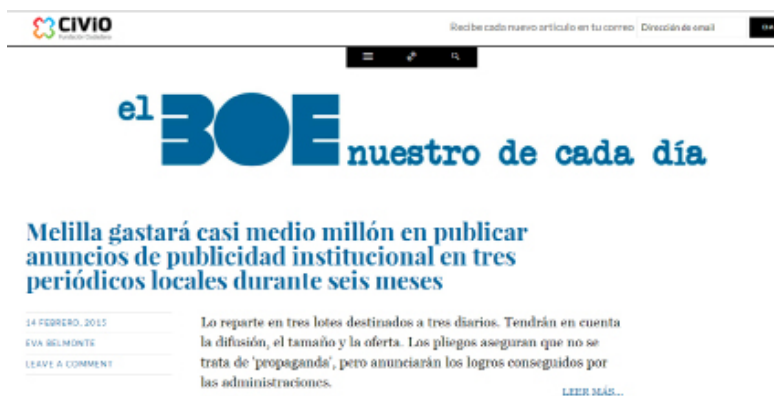 CIVIO
Fundación Ciudadana
Recibe cada nuevo artículo en tu correo Dirección de email
el BOE nuestro de cada día
Melilla gastará casi medio millón en publicar
anuncios de publicidad institucional en tres
periódicos locales durante seis meses
14 FEBRERO, 2015
EVA BELMONTE
LEAVE A COMMENT
Lo reparte en tres lotes destinados a tres diarios. Tendrán en cuenta
la difusión, el tamaño y la oferta. Los pliegos aseguran que no se
trata de 'propaganda', pero anunciarán los logros conseguidos por
las administraciones.
LEER MÁS...